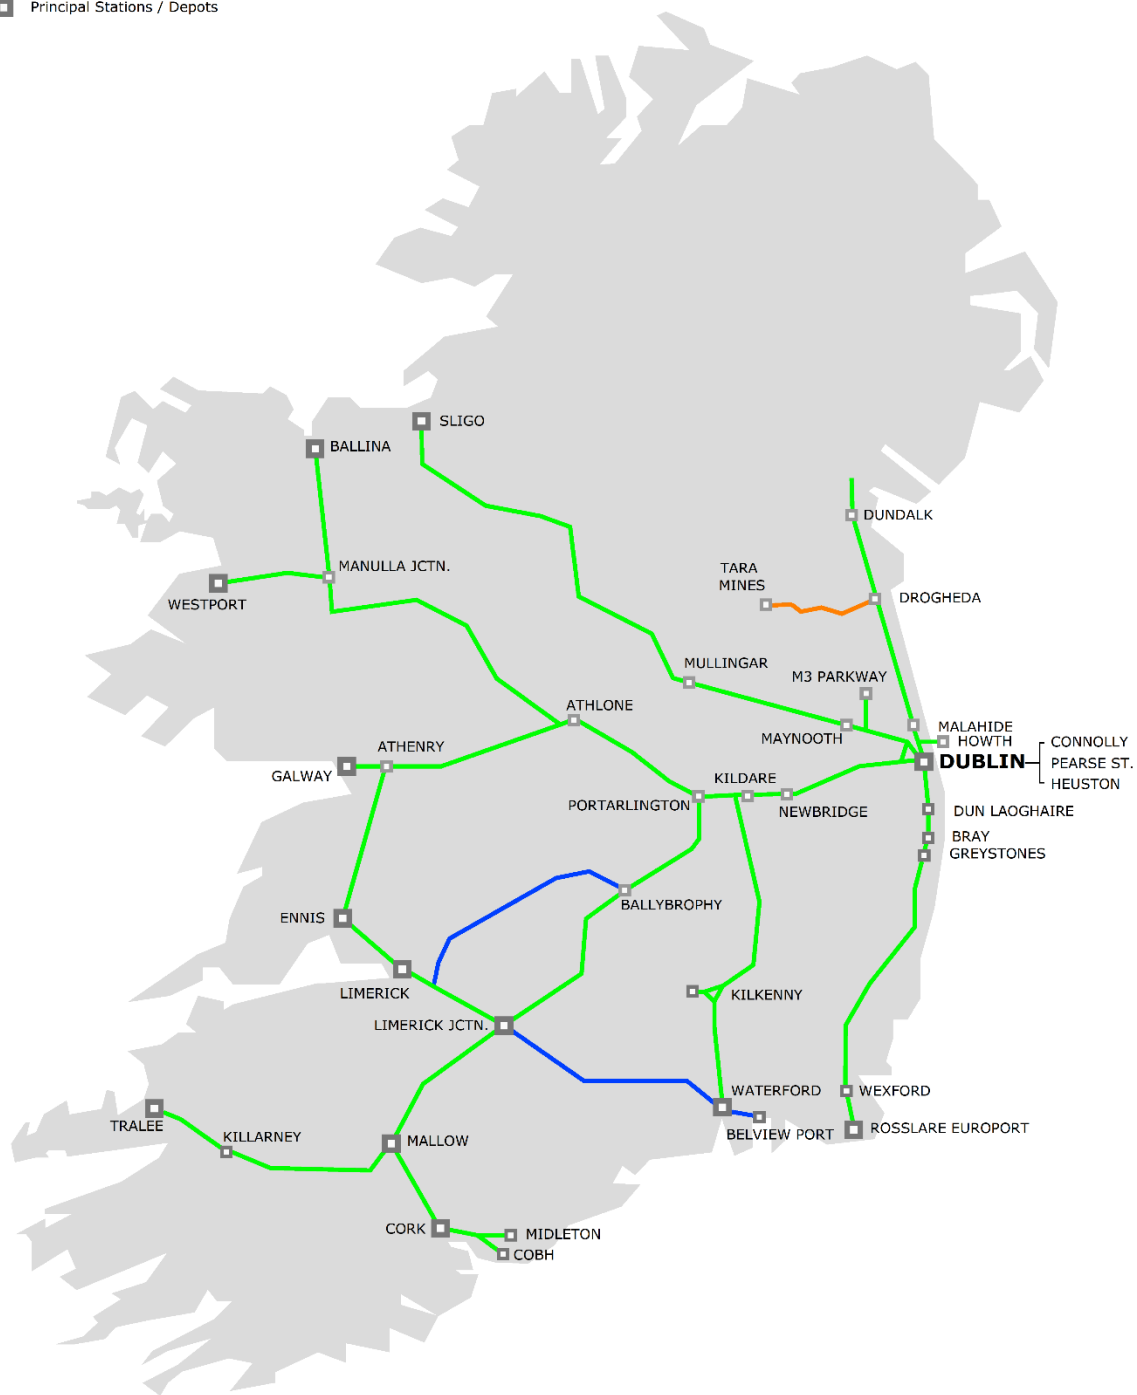 Principal Stations / Depots
SLIGO
BALLINA
DUNDALK
MANULLA JCTN.
TARA
MINES
WESTPORT
DROGHEDA
MULLINGAR
M3 PARKWAY
ATHLONE
MALAHIDE
MAYNOOTH
HOWTH
CONNOLLY
ATHENRY
DUBLIN
PEARSE ST.
GALWAY
KILDARE
HEUSTON
PORTARLINGTON
NEWBRIDGE
DUN LAOGHAIRE
BRAY
GREYSTONES
BALLYBROPHY
ENNIS
LIMERICK
KILKENNY
LIMERICK JCTN.
WATERFORD
WEXFORD
TRALEE
BELVIEW PORT
ROSSLARE EUROPORT
KILLARNEY
MALLOW
CORK
MIDLETON
COBH